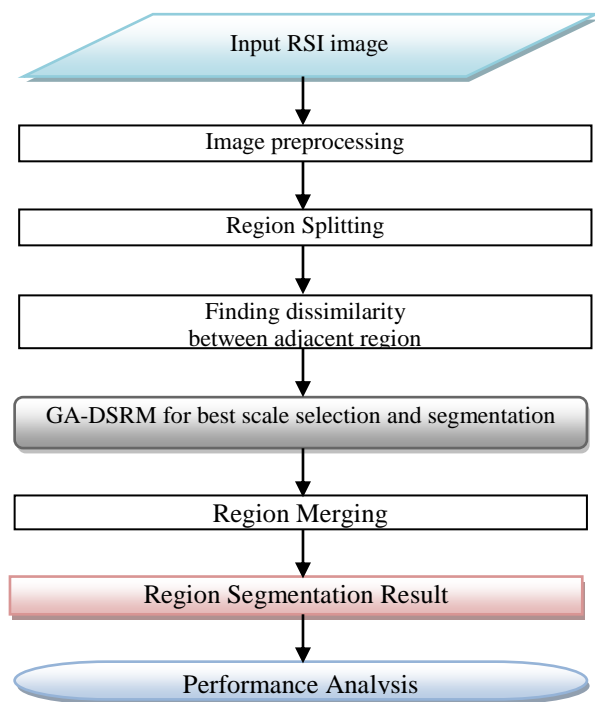 Input RSI image
Image preprocessing
Region Splitting
Finding dissimilarity
between adjacent region
GA-DSRM for best scale selection and segmentation
Region Merging
Region Segmentation Result
Performance Analysis